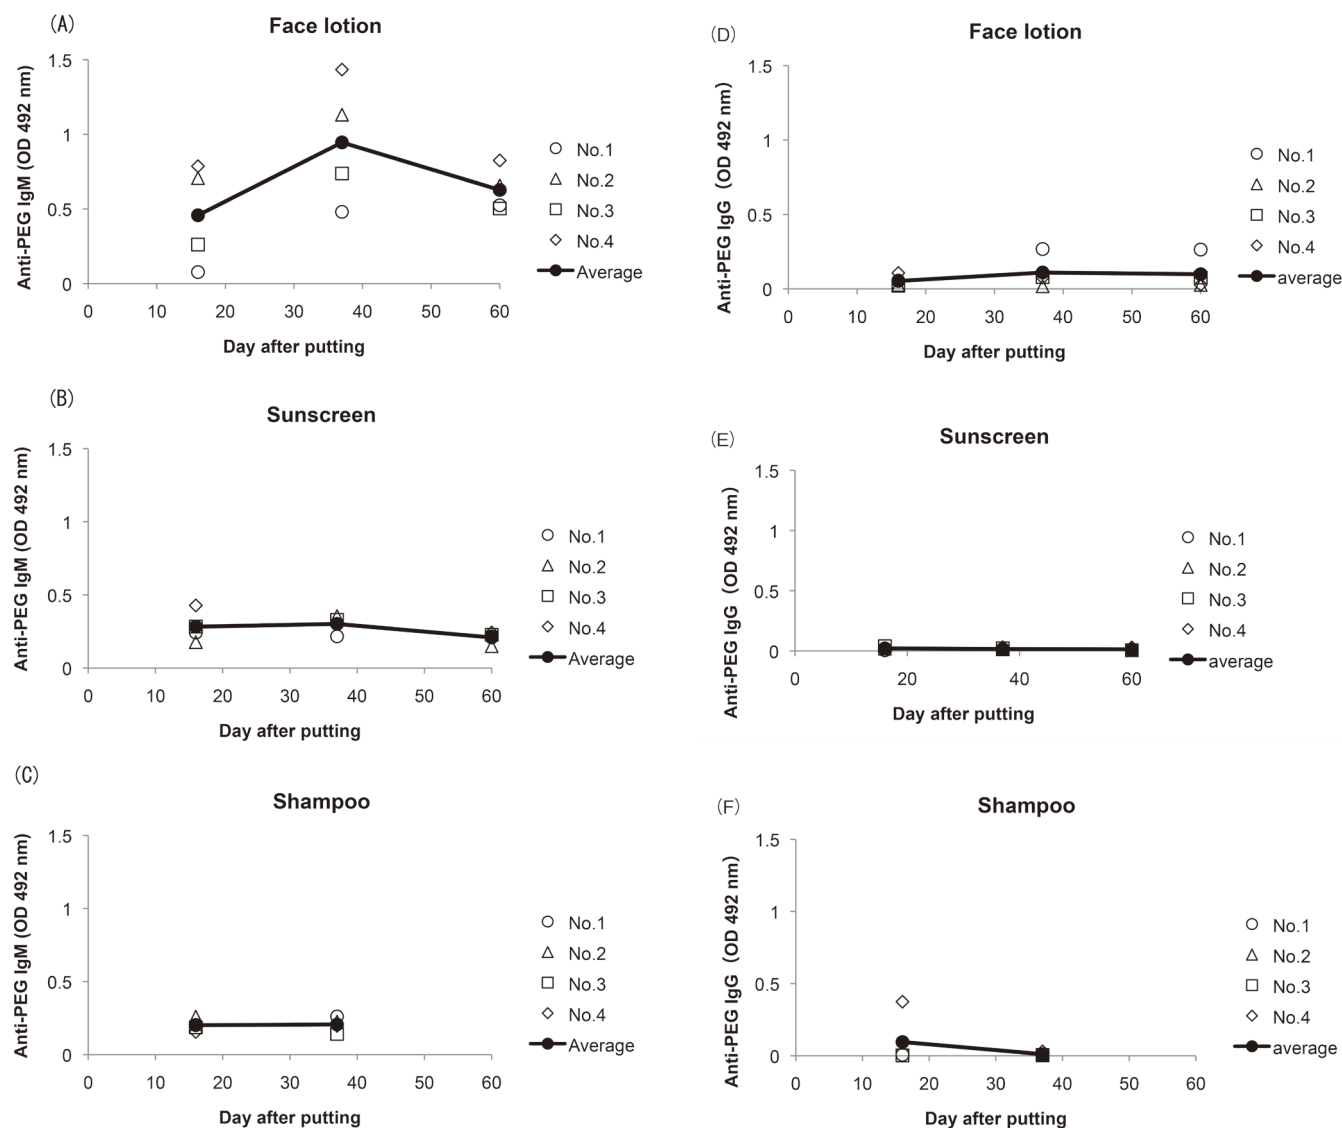 (A)
Face lotion
Anti-PEG IgM (OD 492 nm)
1.5
1
0.5
0
0 10 20 30 40 50 60
Day after putting
No.1
No.2
No.3
No.4
Average
(B)
Sunscreen
Anti-PEG IgM (OD 492 nm)
1.5
1
0.5
0
0 10 20 30 40 50 60
Day after putting
No.1
No.2
No.3
No.4
Average
(C)
Shampoo
Anti-PEG IgM (OD 492 nm)
1.5
1
0.5
0
0 10 20 30 40 50 60
Day after putting
No.1
No.2
No.3
No.4
Average
(D)
Face lotion
Anti-PEG IgG (OD 492 nm)
1.5
1
0.5
0
0 10 20 30 40 50 60
Day after putting
No.1
No.2
No.3
No.4
average
(E)
Sunscreen
Anti-PEG IgG (OD 492 nm)
1.5
1
0.5
0
0 20 40 60
Day after putting
No.1
No.2
No.3
No.4
average
(F)
Shampoo
Anti-PEG IgG (OD 492 nm)
1.5
1
0.5
0
0 10 20 30 40 50 60
Day after putting
No.1
No.2
No.3
No.4
average